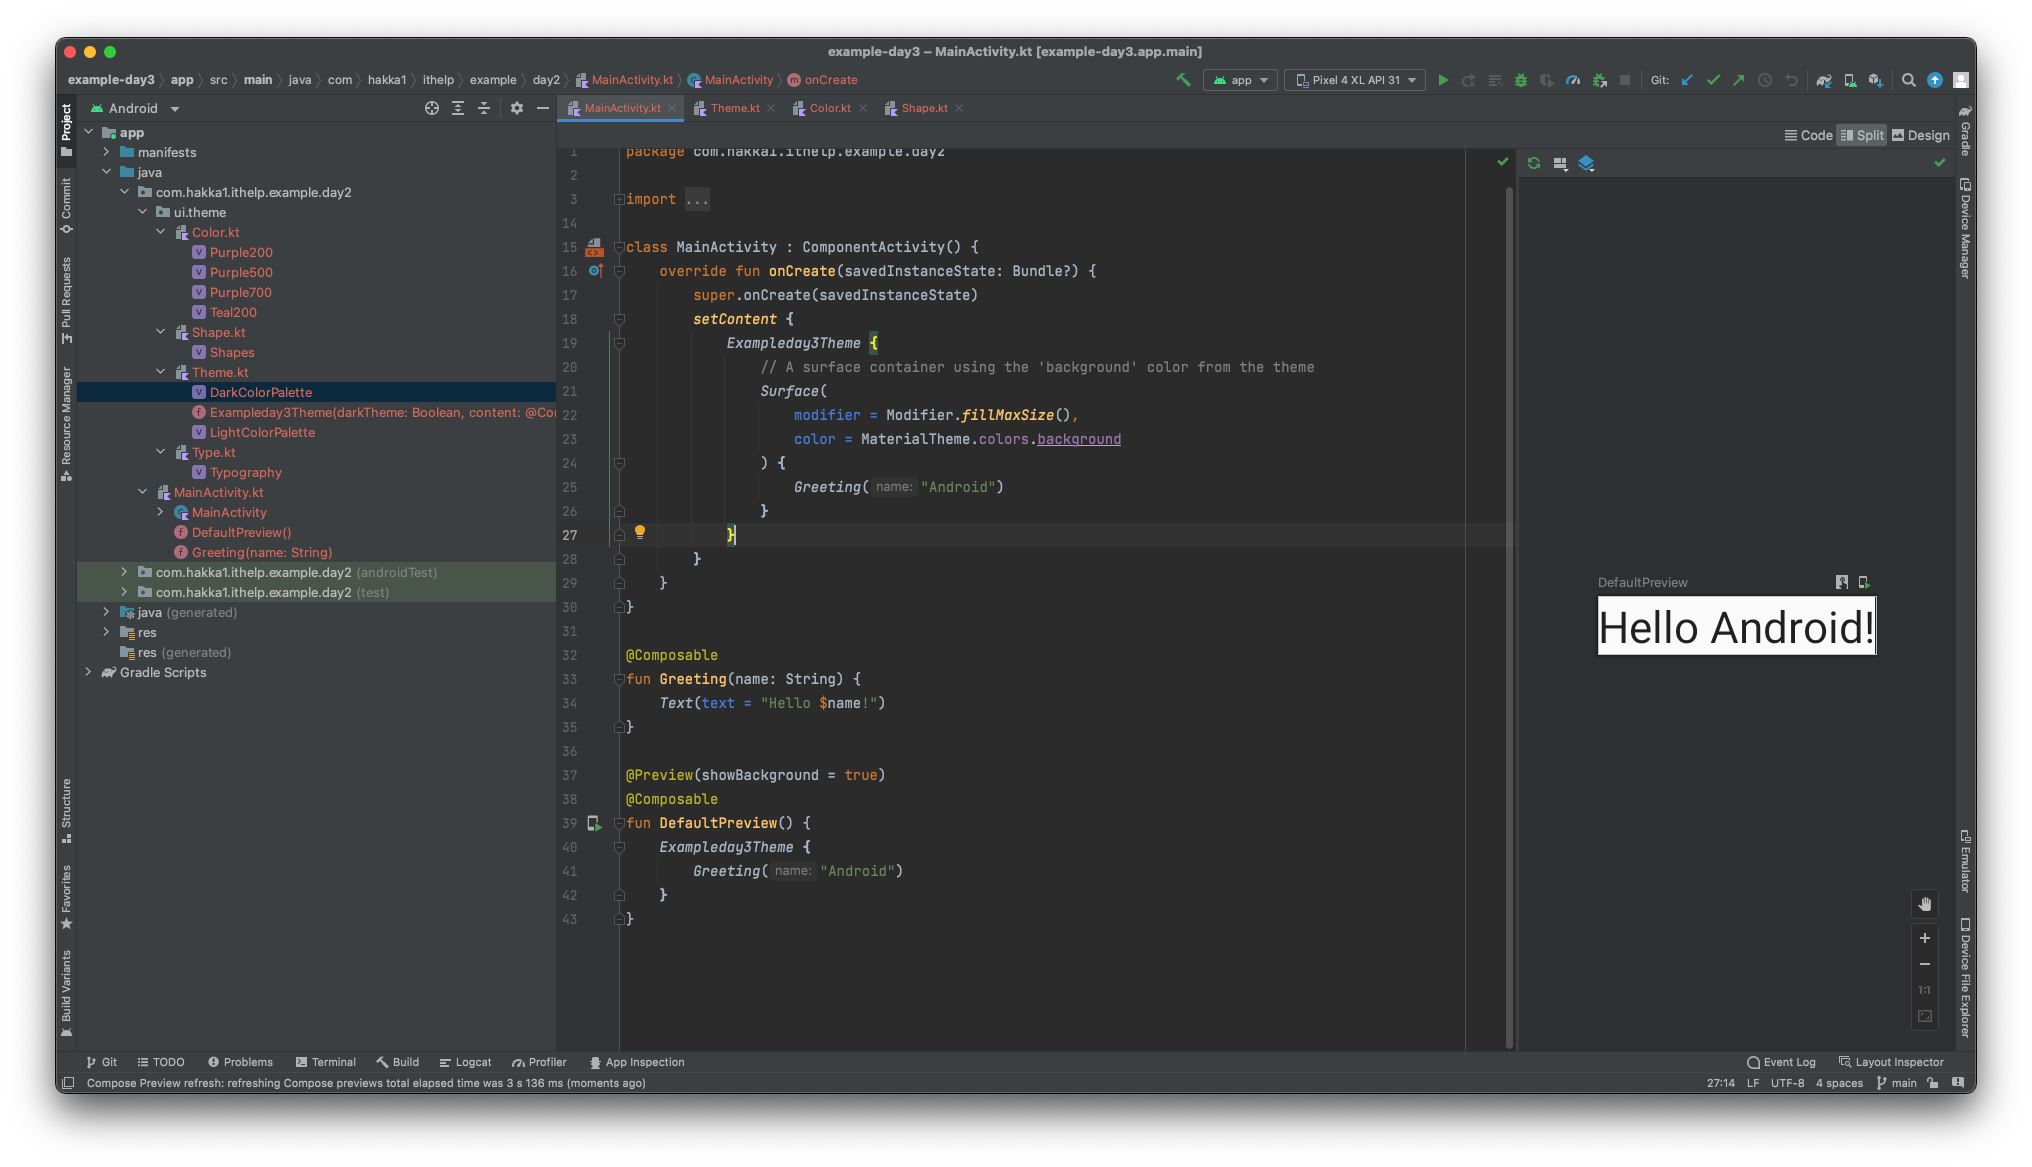 example-day3 – MainActivity.kt [example-day3.app.main]
example-day3 app src main java com hakka1 ithelp example day2 MainActivity.kt MainActivity onCreate
app Pixel 4 XL API 31 Git:
Android
MainActivity.kt Theme.kt Color.kt Shape.kt
Code Split Design
Project
Commit
Pull Requests
Resource Manager
Structure
Favorites
Build Variants
app
manifests
java
com.hakka1.ithelp.example.day2
ui.theme
Color.kt
Purple200
Purple500
Purple700
Teal200
Shape.kt
Shapes
Theme.kt
DarkColorPalette
Exampleday3Theme(darkTheme: Boolean, content: @Co
LightColorPalette
Type.kt
Typography
MainActivity.kt
MainActivity
DefaultPreview()
Greeting(name: String)
com.hakka1.ithelp.example.day2 (androidTest)
com.hakka1.ithelp.example.day2 (test)
java (generated)
res
res (generated)
Gradle Scripts
1 package com.hakka1.ithelp.example.day2
2
3 import ...
14
15 class MainActivity : ComponentActivity() {
16 override fun onCreate(savedInstanceState: Bundle?) {
17 super.onCreate(savedInstanceState)
18 setContent {
19 Exampleday3Theme {
20 // A surface container using the 'background' color from the theme
21 Surface(
22 modifier = Modifier.fillMaxSize(),
23 color = MaterialTheme.colors.background
24 ) {
25 Greeting( name: "Android")
26 }
27 }
28 }
29 }
30 }
31
32 @Composable
33 fun Greeting(name: String) {
34 Text(text = "Hello $name!")
35 }
36
37 @Preview(showBackground = true)
38 @Composable
39 fun DefaultPreview() {
40 Exampleday3Theme {
41 Greeting( name: "Android")
42 }
43 }
DefaultPreview
Hello Android!
1:1
Gradle
Device Manager
Emulator
Device File Explorer
Git TODO Problems Terminal Build Logcat Profiler App Inspection
Event Log Layout Inspector
Compose Preview refresh: refreshing Compose previews total elapsed time was 3 s 136 ms (moments ago)
27:14 LF UTF-8 4 spaces main